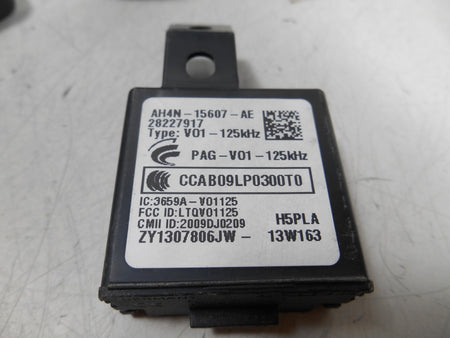 AH4N-15607-AE
28227917
Type: V01-125kHz
PAG-V01-125kHz
CCAB09LP0300T0
IC:3659A-V01125
FCC ID:LTQV01125
CMII ID:2009DJ0209
H5PLA
ZY1307806JW- 13W163